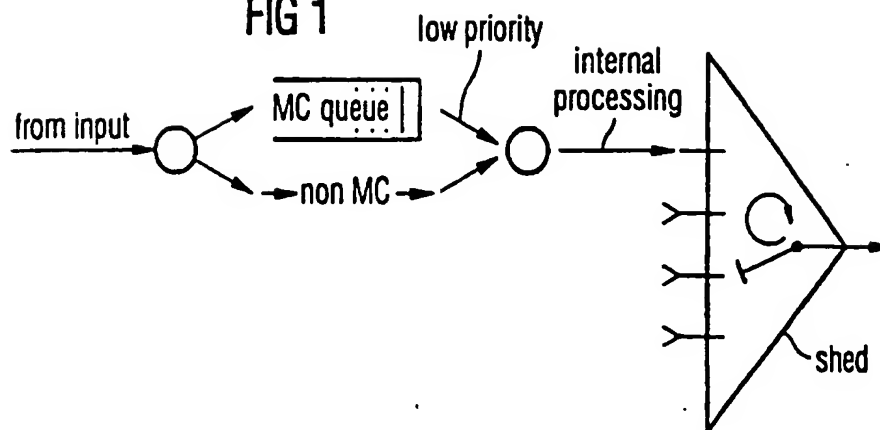 FIG 1
low priority
internal
processing
MC queue
from input
non MC
shed